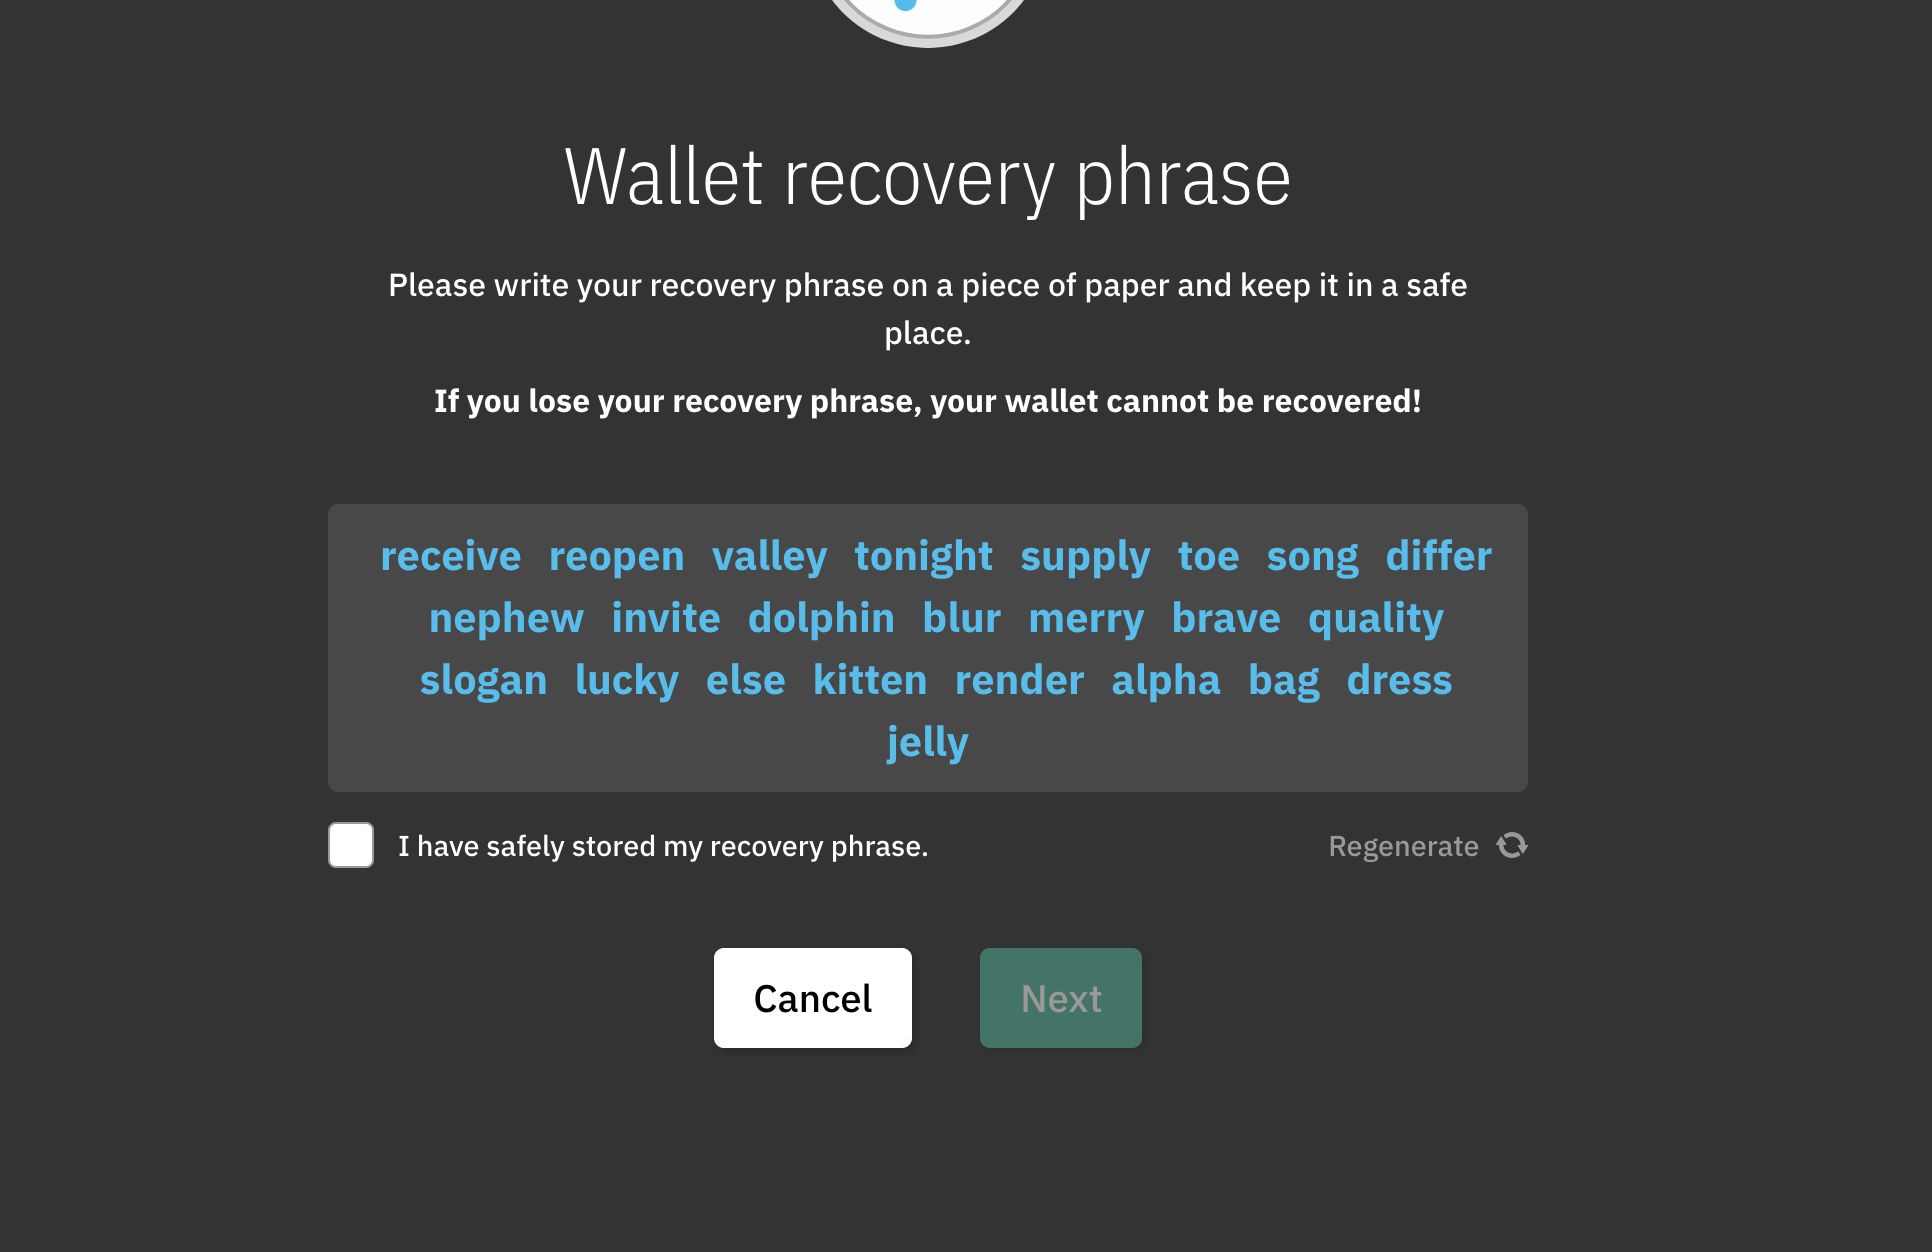 Wallet recovery phrase
Please write your recovery phrase on a piece of paper and keep it in a safe
place.
If you lose your recovery phrase, your wallet cannot be recovered!
receive reopen valley tonight supply toe song differ
nephew invite dolphin blur merry brave quality
slogan lucky else kitten render alpha bag dress
jelly
I have safely stored my recovery phrase.
Regenerate
Cancel
Next